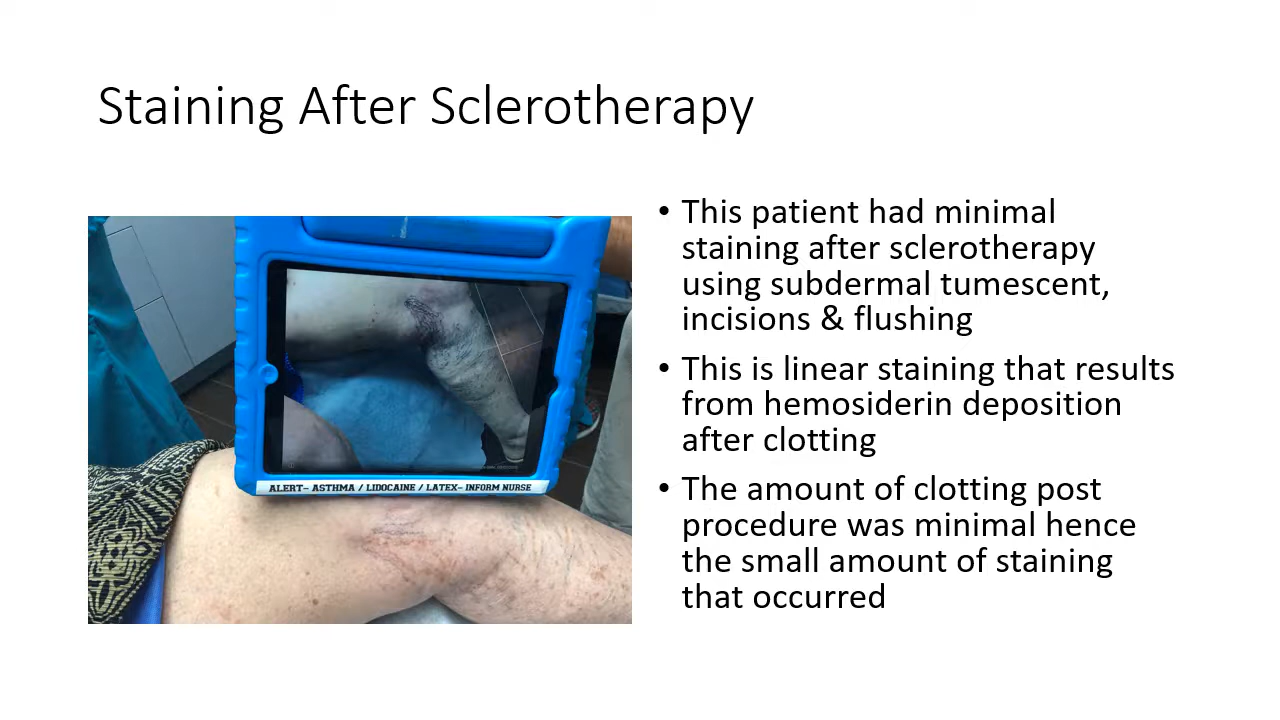 Staining After Sclerotherapy
• This patient had minimal
staining after sclerotherapy
using subdermal tumescent,
incisions & flushing
• This is linear staining that results
from hemosiderin deposition
after clotting
• The amount of clotting post
procedure was minimal hence
the small amount of staining
that occurred
ALERT- ASTHMA / LIDOCAINE / LATEX- INFORM NURSE